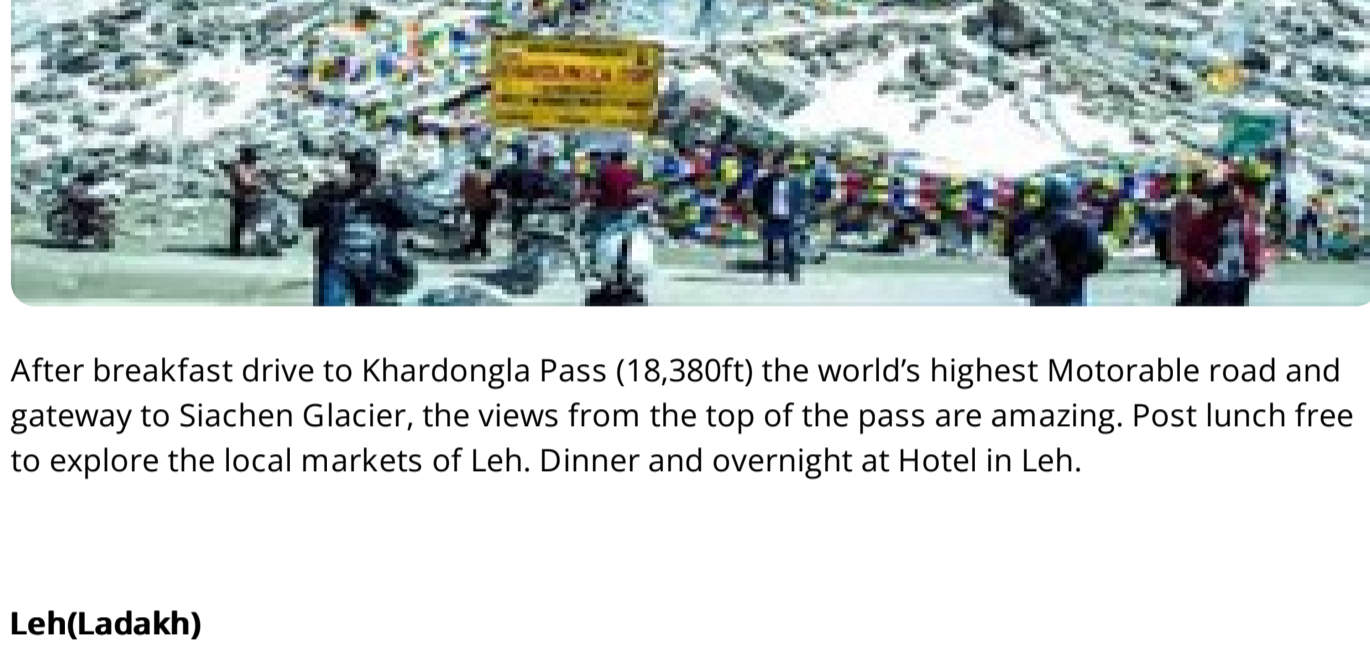 After breakfast drive to Khardongla Pass (18,380ft) the world’s highest Motorable road and
gateway to Siachen Glacier, the views from the top of the pass are amazing. Post lunch free
to explore the local markets of Leh. Dinner and overnight at Hotel in Leh.
Leh(Ladakh)